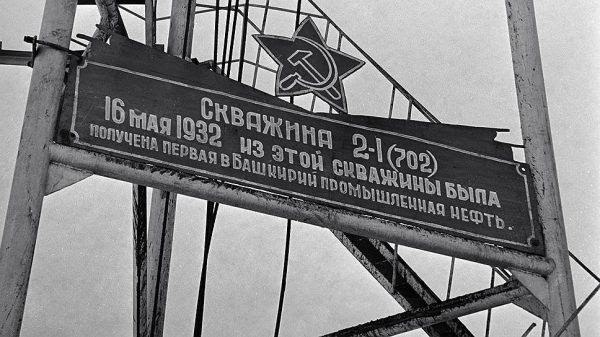 СКВАЖИНА 2-1(702)
16 МАЯ 1932 ИЗ ЭТОЙ СКВАЖИНЫ БЫЛА
ПОЛУЧЕНА ПЕРВАЯ В БАШКИРИИ ПРОМЫШЛЕННАЯ НЕФТЬ.